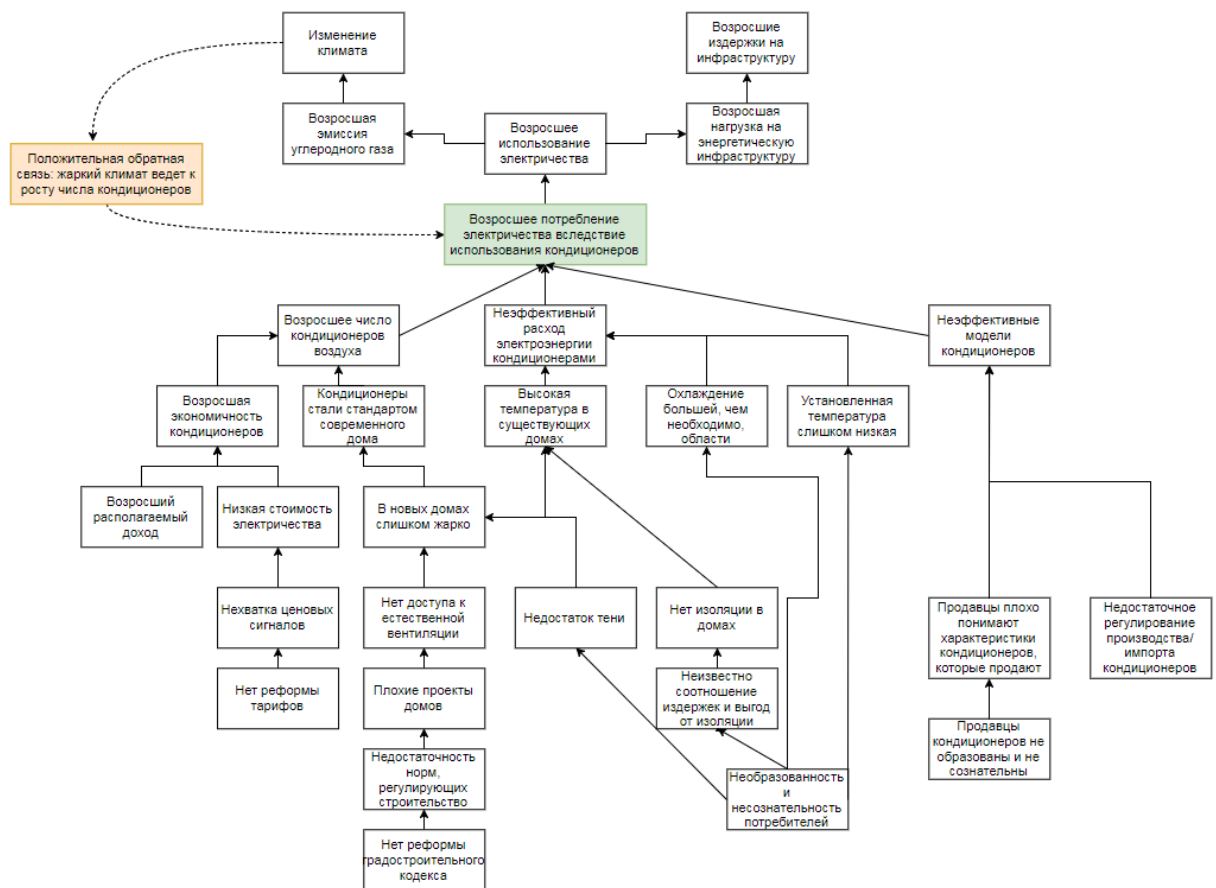 Изменение
климата
Возросшие
издержки на
инфраструктуру
Возросшая
эмиссия
углеродного газа
Возросшее
использование
электричества
Возросшая
нагрузка на
энергетическую
инфраструктуру
Положительная обратная
связь: жаркий климат ведет к
росту числа кондиционеров
Возросшее потребление
электричества вследствие
использования кондиционеров
Возросшее число
кондиционеров
воздуха
Неэффективный
расход
электроэнергии
кондиционерами
Неэффективные
модели
кондиционеров
Возросшая
экономичность
кондиционеров
Кондиционеры
стали стандартом
современного
дома
Высокая
температура в
существующих
домах
Охлаждение
большей, чем
необходимо,
области
Установленная
температура
слишком низкая
Возросший
располагаемый
доход
Низкая стоимость
электричества
В новых домах
слишком жарко
Нехватка ценовых
сигналов
Нет доступа к
естественной
вентиляции
Недостаток тени
Нет изоляции в
домах
Продавцы плохо
понимают
характеристики
кондиционеров,
которые продают
Недостаточное
регулирование
производства/
импорта
кондиционеров
Нет реформы
тарифов
Плохие проекты
домов
Неизвестно
соотношение
издержек и выгод
от изоляции
Продавцы
кондиционеров не
образованы и не
сознательны
Недостаточность
норм,
регулирующих
строительство
Необразованность
и
несознательность
потребителей
Нет реформы
градостроительного
кодекса